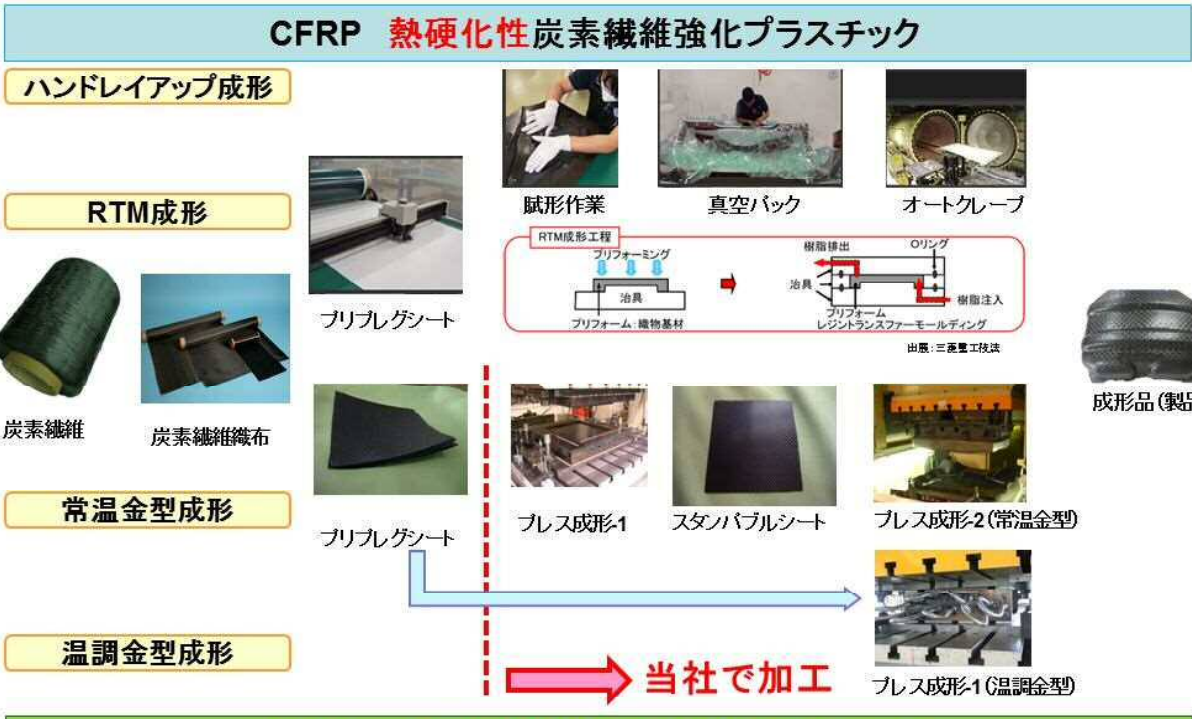 CFRP 熱硬化性炭素繊維強化プラスチック
ハンドレイアップ成形
賦形作業
真空パック
オートクレーブ
RTM成形
プリプレグシート
RTM成形工程
プリフォーミング
治具
プリフォーム:織物基材
樹脂排出
Oリング
治具
樹脂注入
プリフォーム
レジントランスファーモールディング
出展:三菱重工技法
炭素繊維
炭素繊維織布
成形品(製品
常温金型成形
プリプレグシート
プレス成形-1
スタンパブルシート
プレス成形-2(常温金型)
温調金型成形
当社で加工
プレス成形-1(温調金型)